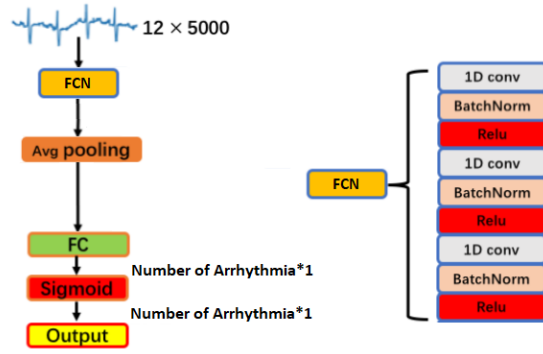 12 × 5000
FCN
Avg pooling
FC
Number of Arrhythmia*1
Sigmoid
Number of Arrhythmia*1
Output
FCN
1D conv
BatchNorm
Relu
1D conv
BatchNorm
Relu
1D conv
BatchNorm
Relu